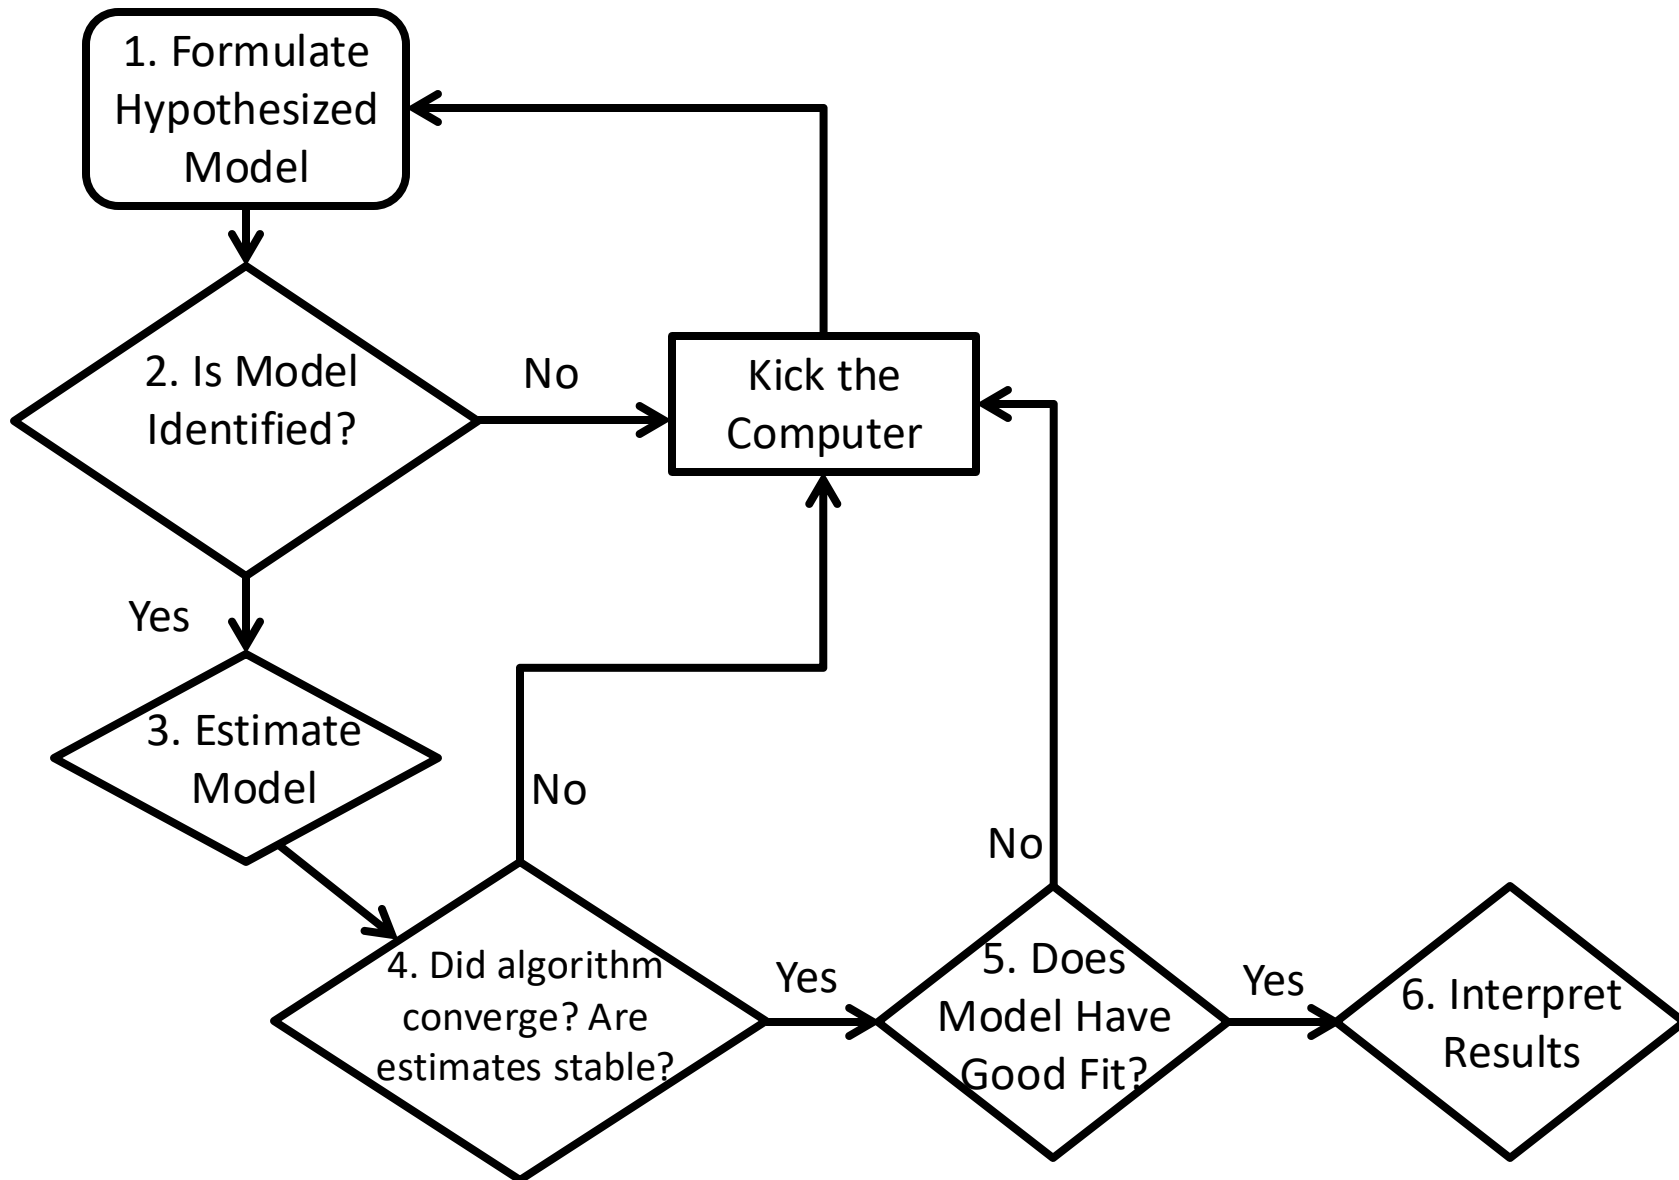 1. Formulate
Hypothesized
Model
2. Is Model
Identified?
No
Kick the
Computer
Yes
3. Estimate
Model
No
4. Did algorithm
converge? Are
estimates stable?
Yes
No
5. Does
Model Have
Good Fit?
Yes
6. Interpret
Results